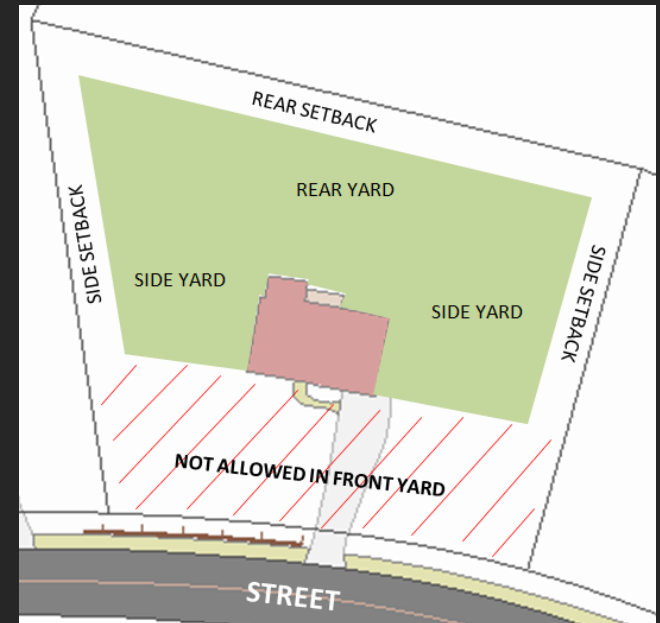 REAR SETBACK
REAR YARD
SIDE SETBACK
SIDE YARD
SIDE YARD
SIDE SETBACK
NOT ALLOWED IN FRONT YARD
STREET